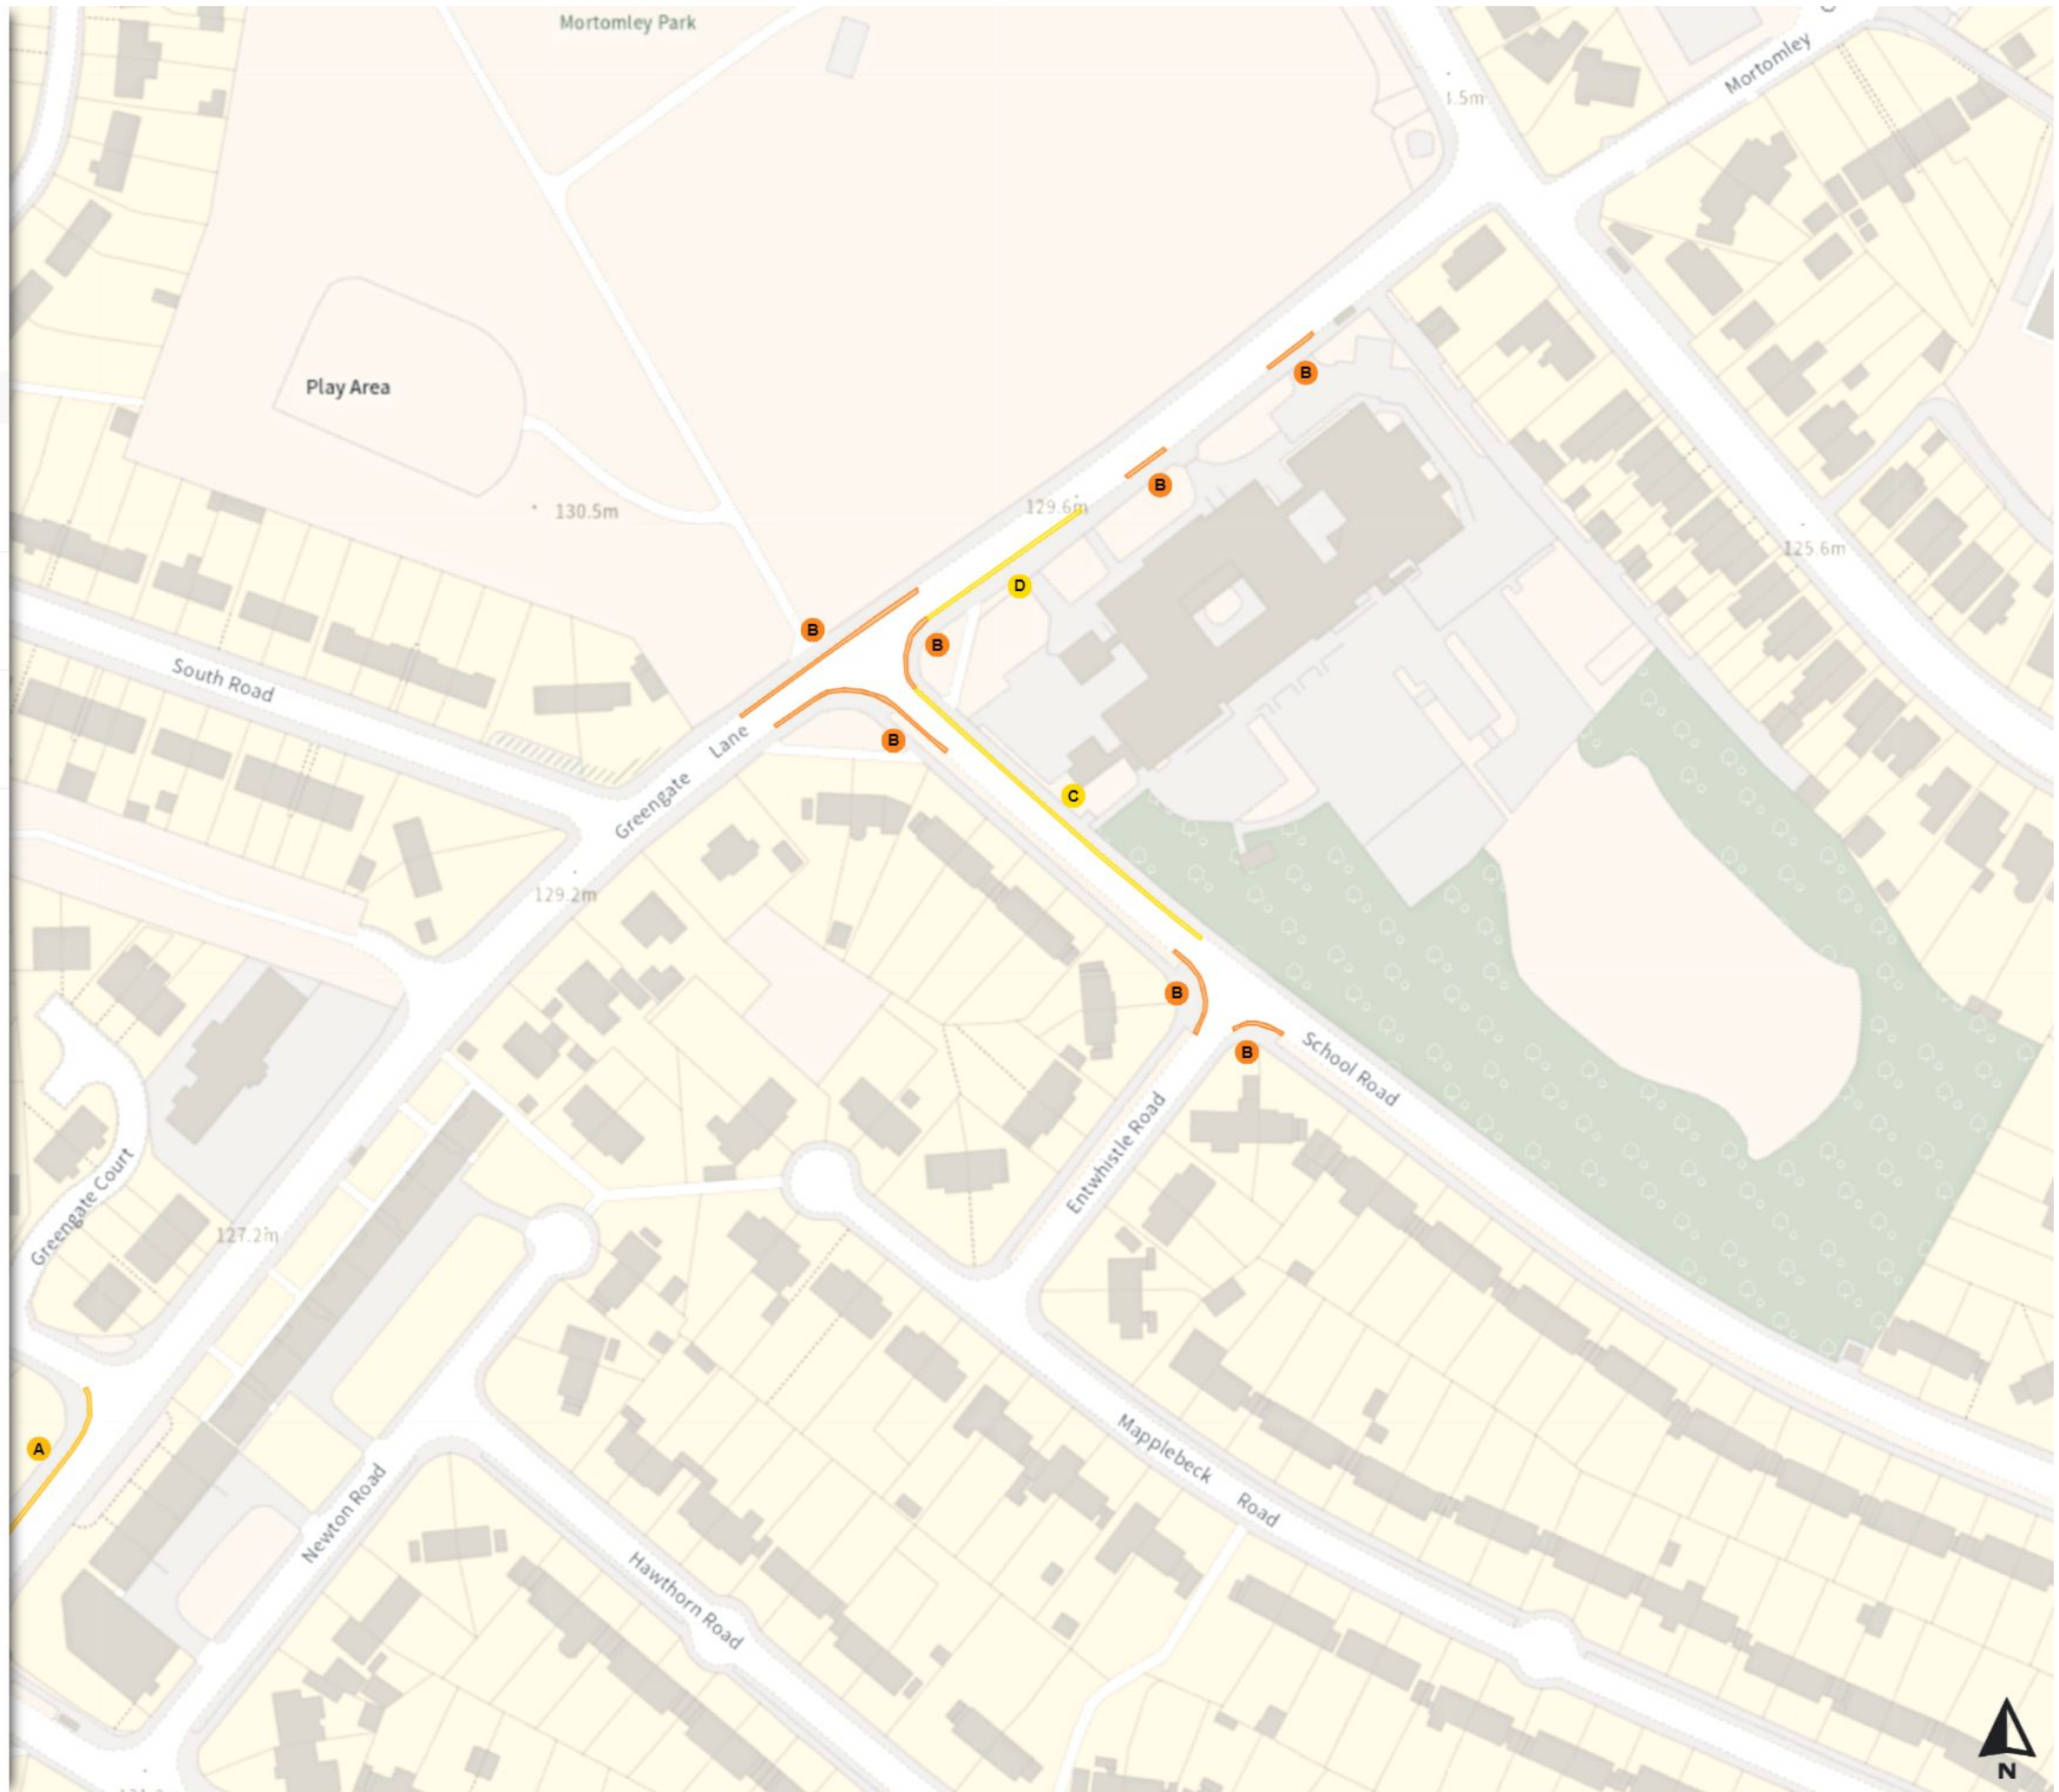 Mortomley Park
Mortomley
Play Area
130.5m
129.6m
125.6m
B
B
D
B
B
B
South Road
Greengate Lane
C
129.2m
B
B
School Road
Entwhistle Road
Greengate Court
127.2m
A
Newton Road
Mapplebeck Road
Hawthorn Road
N